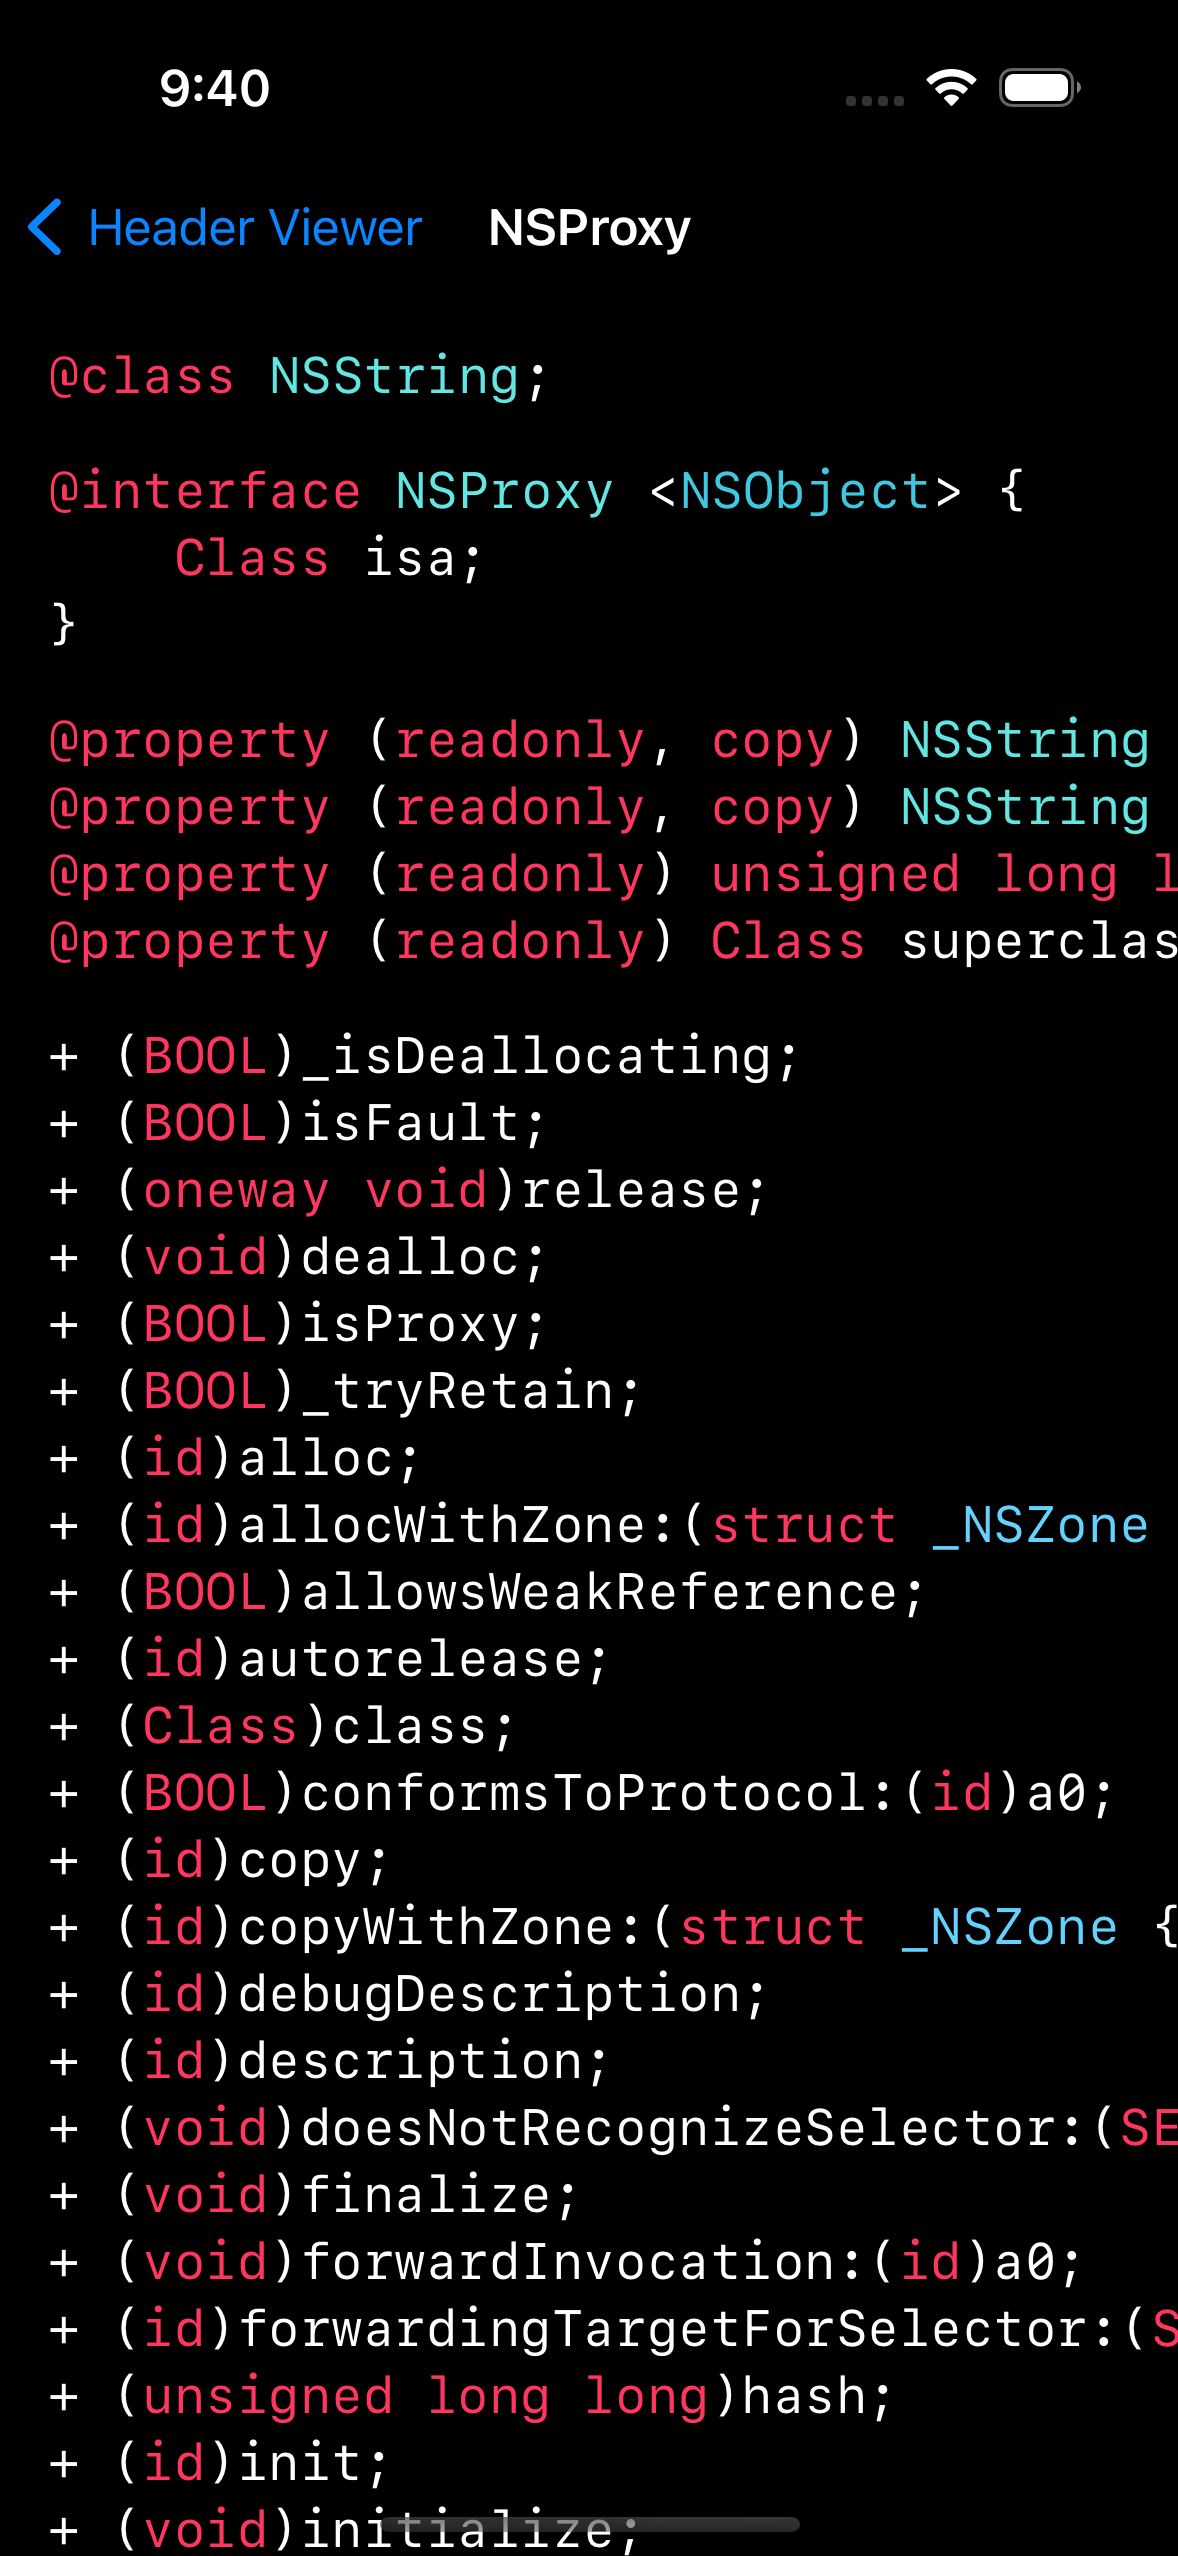 9:40
Header Viewer NSProxy
@class NSString;
@interface NSProxy <NSObject> {
Class isa;
}
@property (readonly, copy) NSString
@property (readonly, copy) NSString
@property (readonly) unsigned long l
@property (readonly) Class superclas
+ (BOOL)_isDeallocating;
+ (BOOL)isFault;
+ (oneway void)release;
+ (void)dealloc;
+ (BOOL)isProxy;
+ (BOOL)_tryRetain;
+ (id)alloc;
+ (id)allocWithZone:(struct _NSZone
+ (BOOL)allowsWeakReference;
+ (id)autorelease;
+ (Class)class;
+ (BOOL)conformsToProtocol:(id)a0;
+ (id)copy;
+ (id)copyWithZone:(struct _NSZone {
+ (id)debugDescription;
+ (id)description;
+ (void)doesNotRecognizeSelector:(SE
+ (void)finalize;
+ (void)forwardInvocation:(id)a0;
+ (id)forwardingTargetForSelector:(S
+ (unsigned long long)hash;
+ (id)init;
+ (void)initialize;